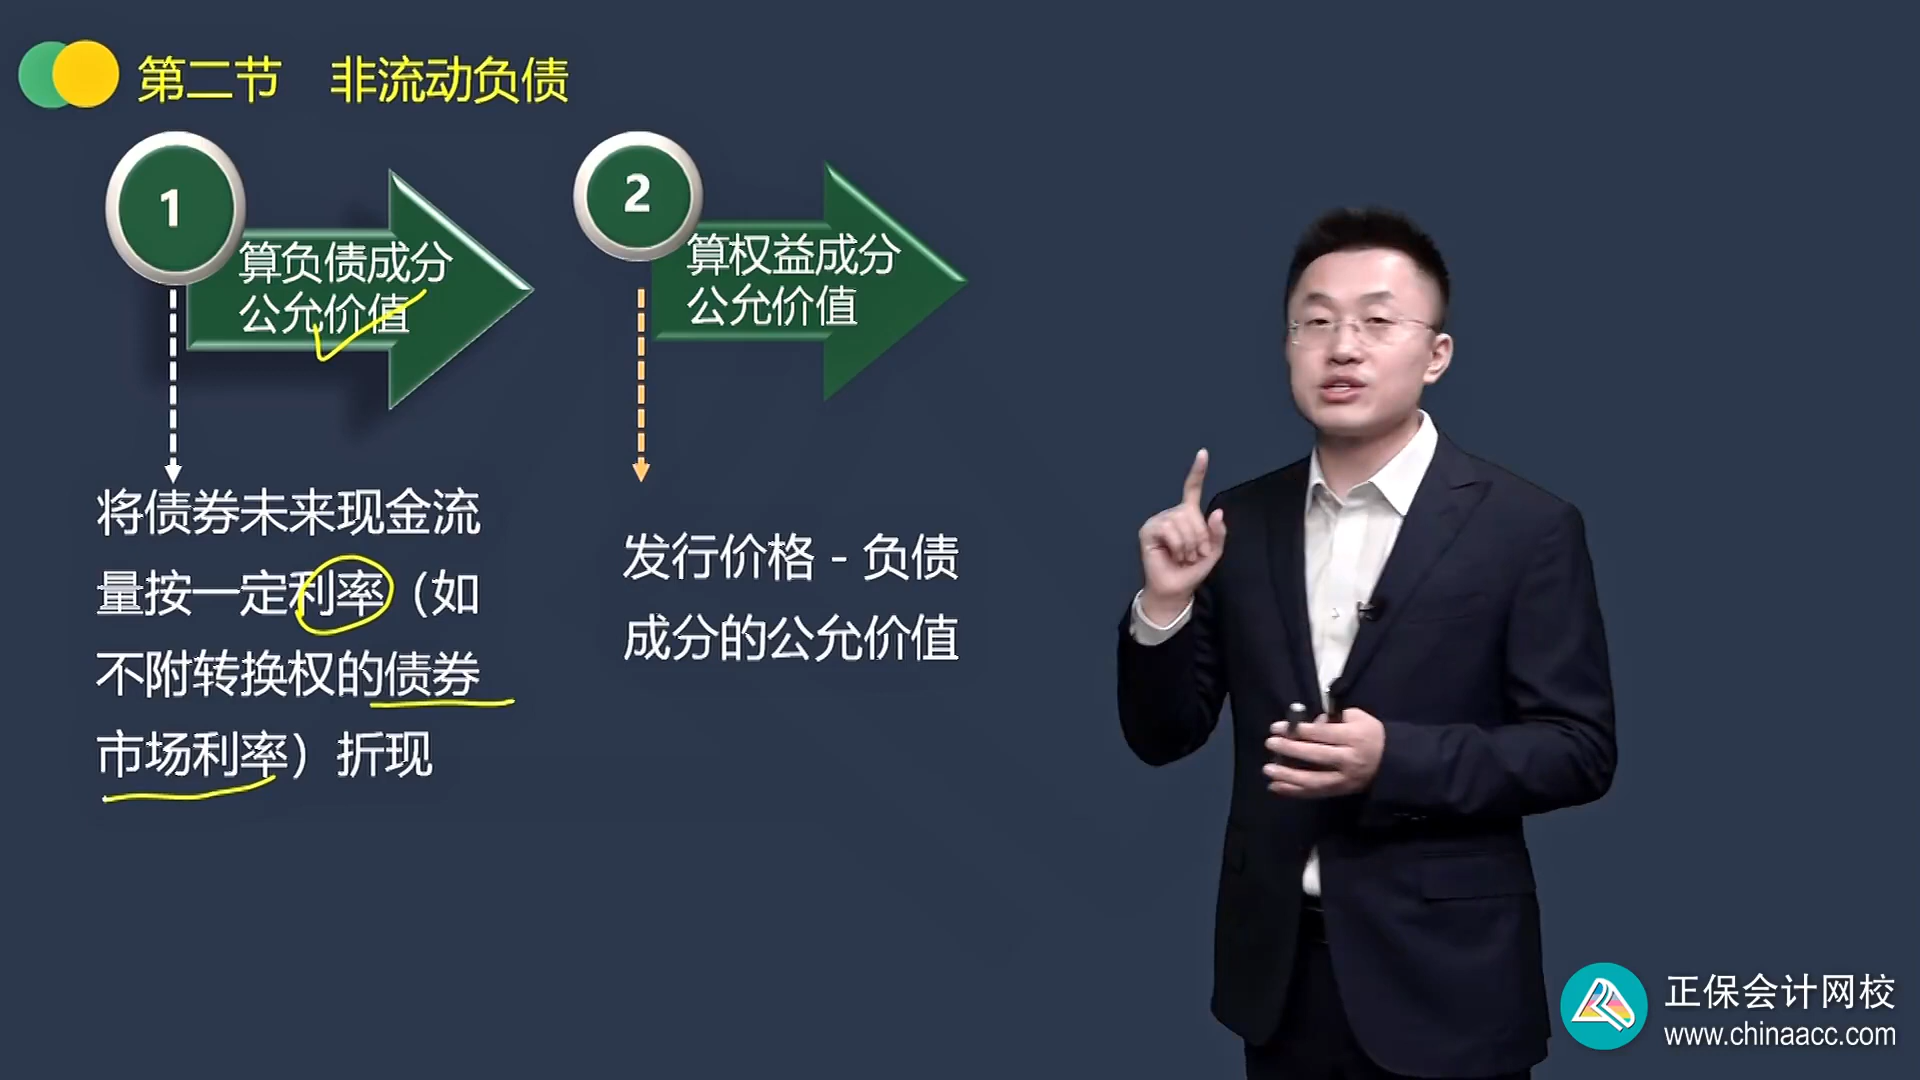 第二节 非流动负债
1
算负债成分
公允价值
将债券未来现金流
量按一定利率（如
不附转换权的债券
市场利率）折现
2
算权益成分
公允价值
发行价格 - 负债
成分的公允价值
正保会计网校
www.chinaacc.com